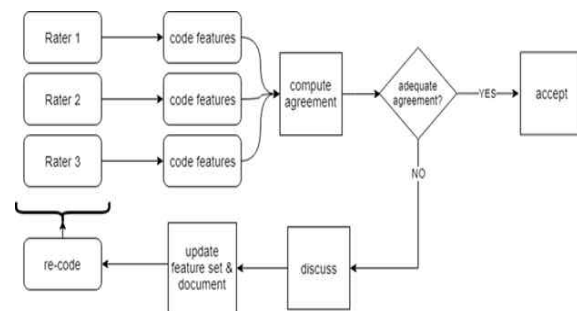 Rater 1
code features
Rater 2
code features
Rater 3
code features
compute
agreement
adequate
agreement?
YES
accept
NO
re-code
update
feature set &
document
discuss